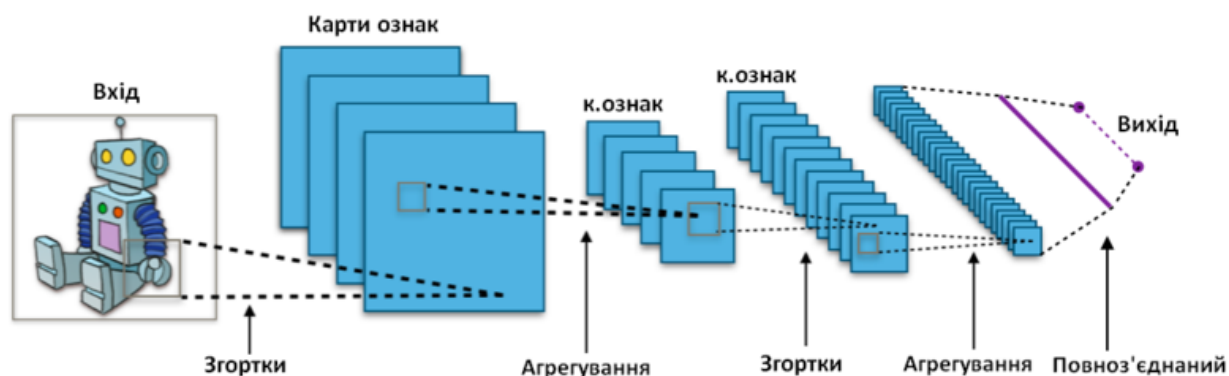 Карти ознак
Вхід
к.ознак
к.ознак
Вихід
Згортки
Агрегування
Згортки
Агрегування
Повноз'єднаний